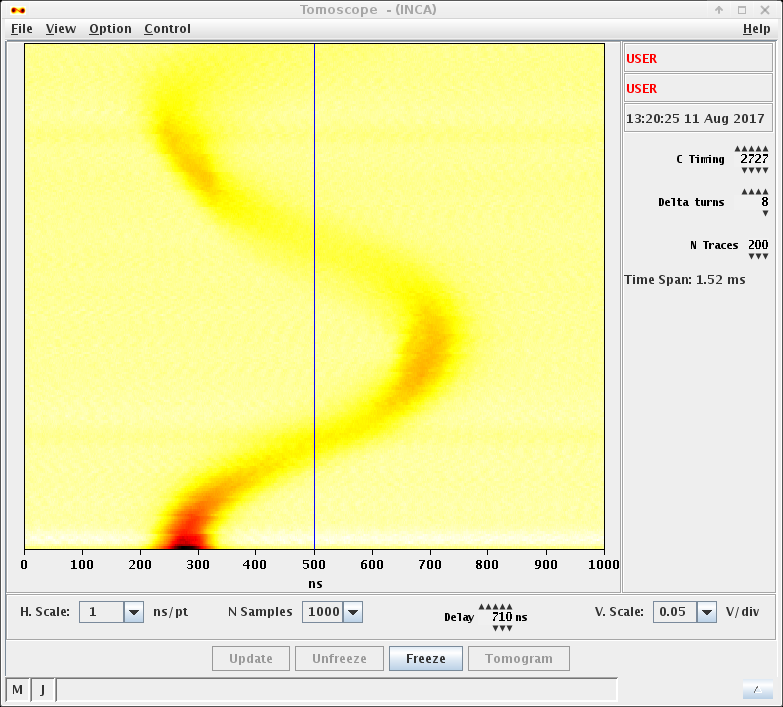 Tomoscope - (INCA)
File View Option Control Help
USER
USER
13:20:25 11 Aug 2017
C Timing 2727
Delta turns 8
N Traces 200
Time Span: 1.52 ms
0 100 200 300 400 500 600 700 800 900 1000
ns
H. Scale: 1 ns/pt N Samples 1000 Delay 710 ns V. Scale: 0.05 V/div
Update Unfreeze Freeze Tomogram
M J